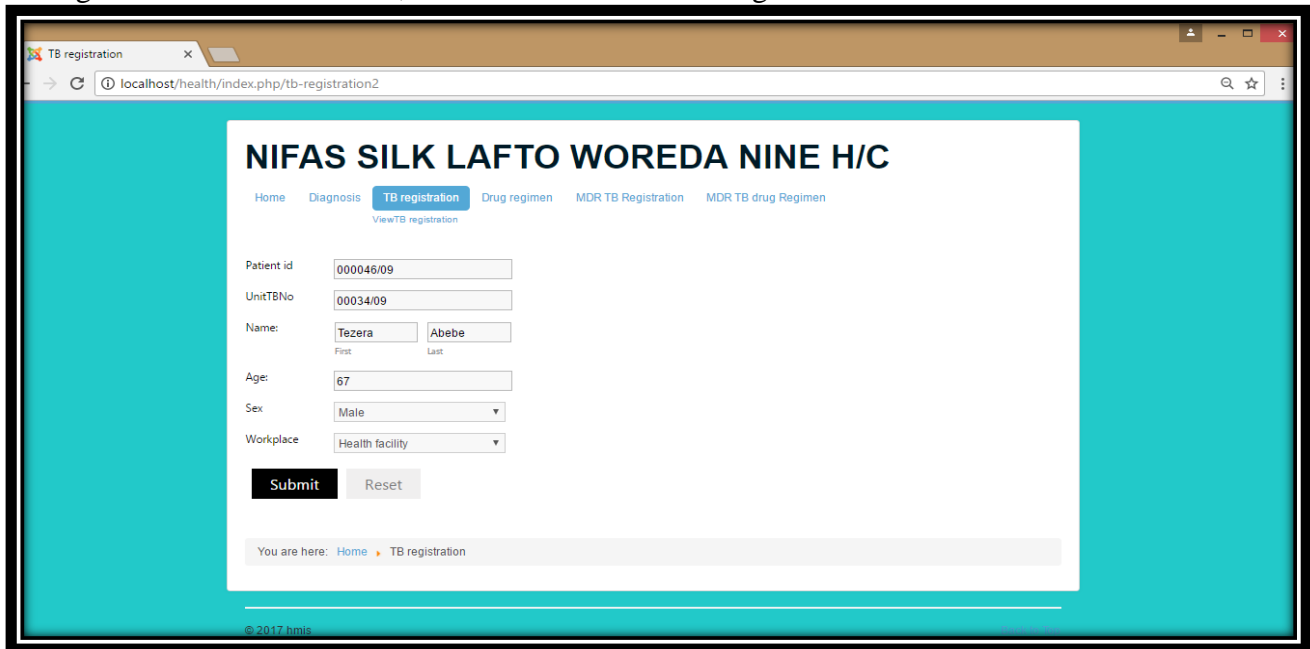 TB registration
localhost/health/index.php/tb-registration2
NIFAS SILK LAFTO WOREDA NINE H/C
Home Diagnosis TB registration Drug regimen MDR TB Registration MDR TB drug Regimen
ViewTB registration
Patient id 000046/09
UnitTBNo 00034/09
Name: Tezera Abebe
First Last
Age: 67
Sex Male
Workplace Health facility
Submit Reset
You are here: Home TB registration
© 2017 hmis